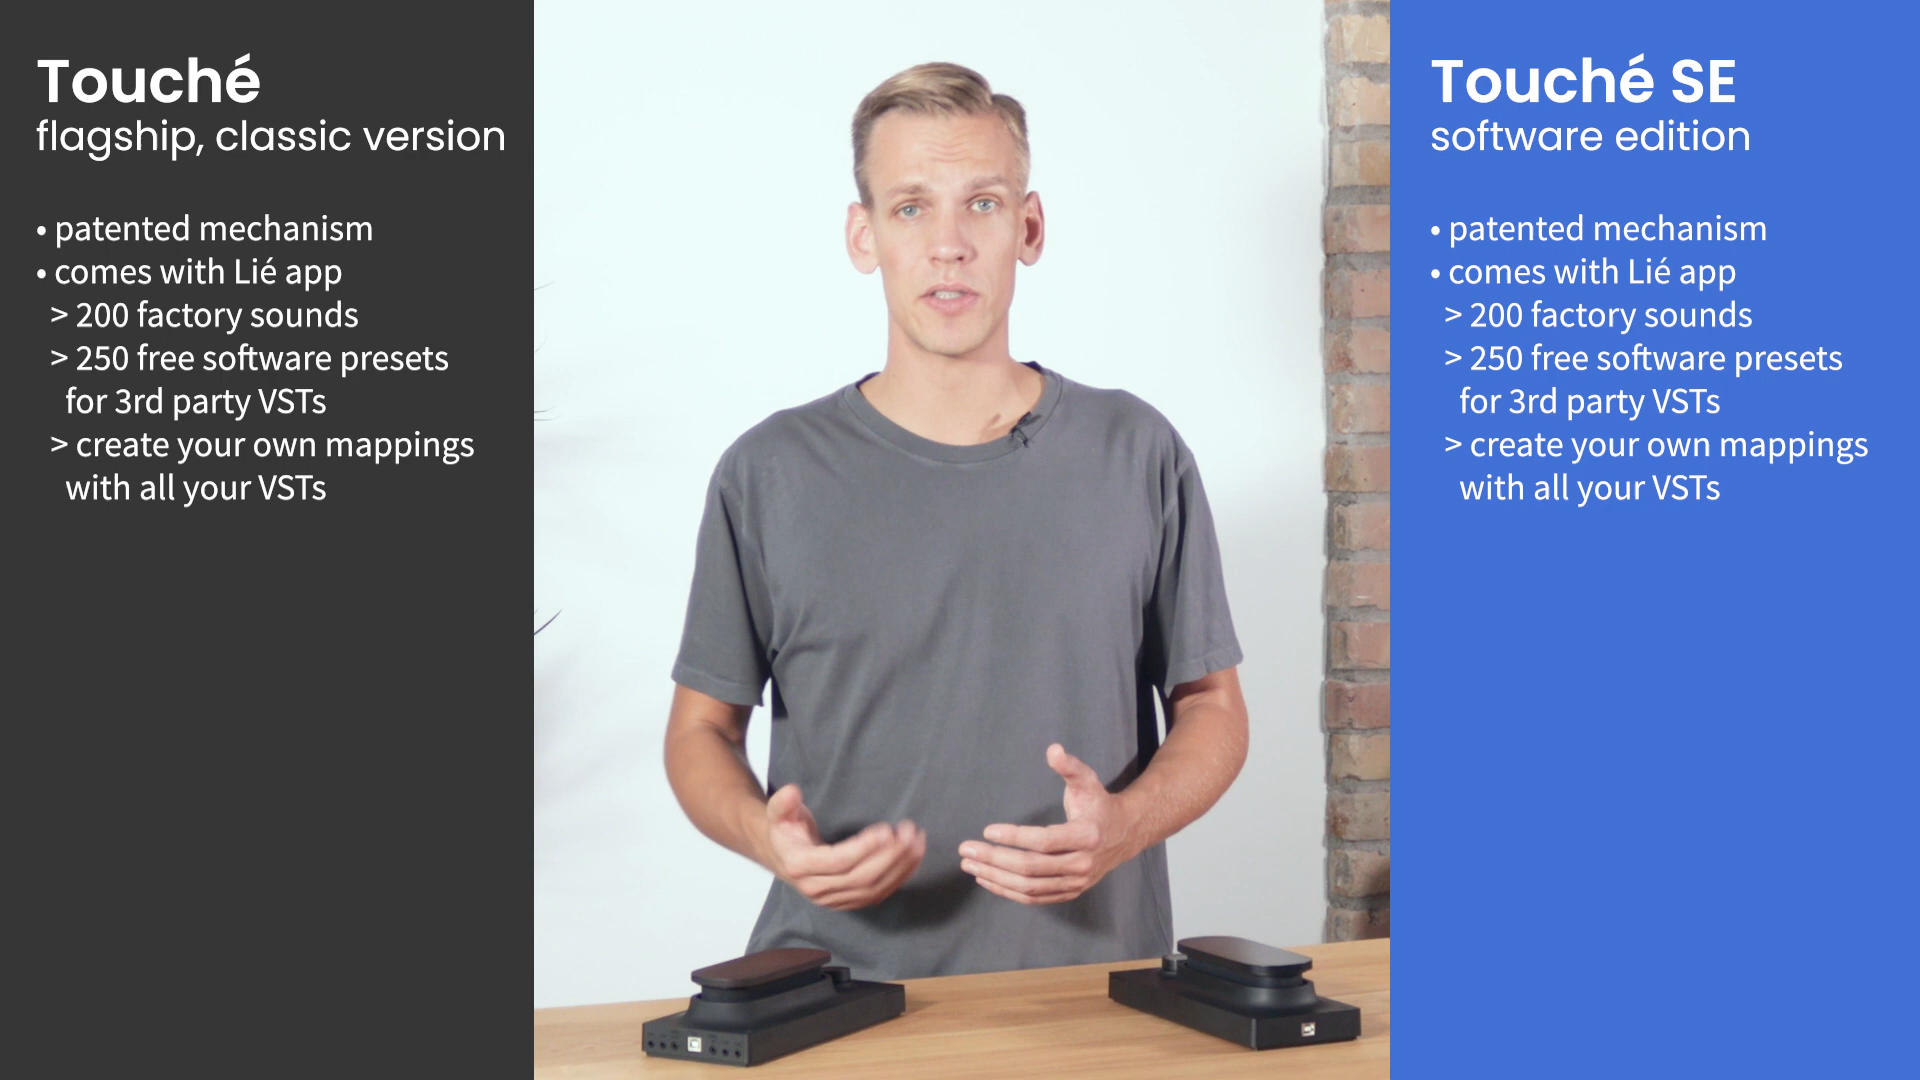 Touché
flagship, classic version
• patented mechanism
• comes with Lié app
> 200 factory sounds
> 250 free software presets
for 3rd party VSTs
> create your own mappings
with all your VSTs
Touché SE
software edition
• patented mechanism
• comes with Lié app
> 200 factory sounds
> 250 free software presets
for 3rd party VSTs
> create your own mappings
with all your VSTs